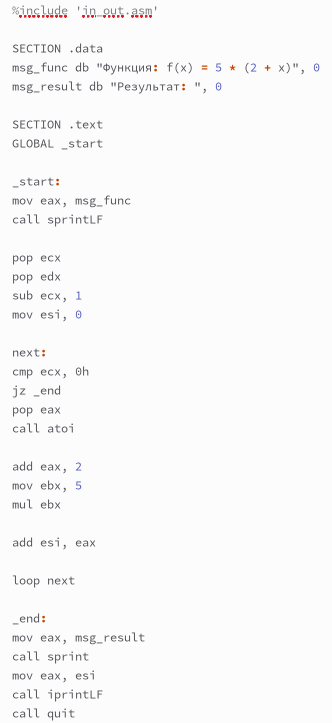 %include 'in_out.asm'
SECTION .data
msg_func db "Функция: f(x) = 5 * (2 + x)", 0
msg_result db "Результат: ", 0
SECTION .text
GLOBAL _start
_start:
mov eax, msg_func
call sprintLF
pop ecx
pop edx
sub ecx, 1
mov esi, 0
next:
cmp ecx, 0h
jz _end
pop eax
call atoi
add eax, 2
mov ebx, 5
mul ebx
add esi, eax
loop next
_end:
mov eax, msg_result
call sprint
mov eax, esi
call iprintLF
call quit